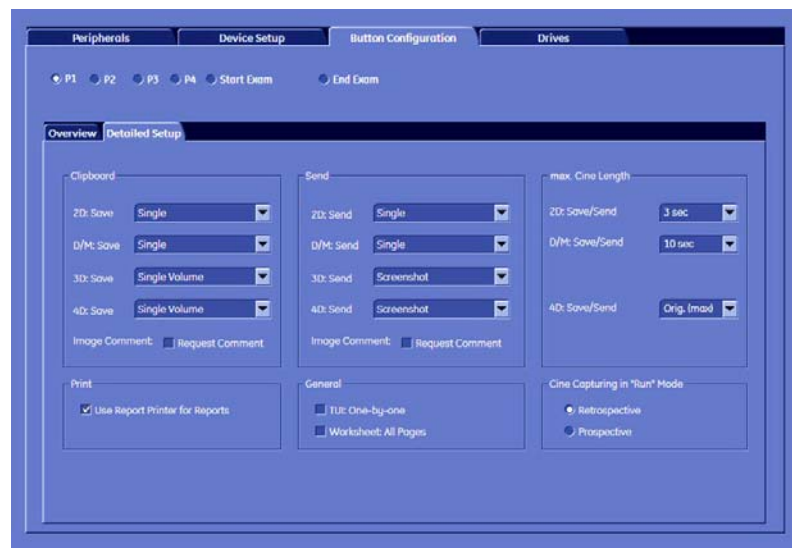 Peripherals Device Setup Button Configuration Drives
P1 P2 P3 P4 Start Exam End Exam
Overview Detailed Setup
Clipboard
2D: Save Single
D/M: Save Single
3D: Save Single Volume
4D: Save Single Volume
Image Comment: Request Comment
Send
2D: Send Single
D/M: Send Single
3D: Send Screenshot
4D: Send Screenshot
Image Comment: Request Comment
max. Cine Length
2D: Save/Send 3 sec
D/M: Save/Send 10 sec
4D: Save/Send Orig. (max)
Print
Use Report Printer for Reports
General
TUI: One-by-one
Worksheet: All Pages
Cine Capturing in "Run" Mode
Retrospective
Prospective